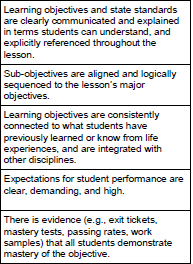 Learning objectives and state standards
are clearly communicated and explained
in terms students can understand, and
explicitly referenced throughout the
lesson.
Sub-objectives are aligned and logically
sequenced to the lesson's major
objectives.
Learning objectives are consistently
connected to what students have
previously learned or know from life
experiences, and are integrated with
other disciplines.
Expectations for student performance are
clear, demanding, and high.
There is evidence (e.g., exit tickets,
mastery tests, passing rates, work
samples) that all students demonstrate
mastery of the objective.